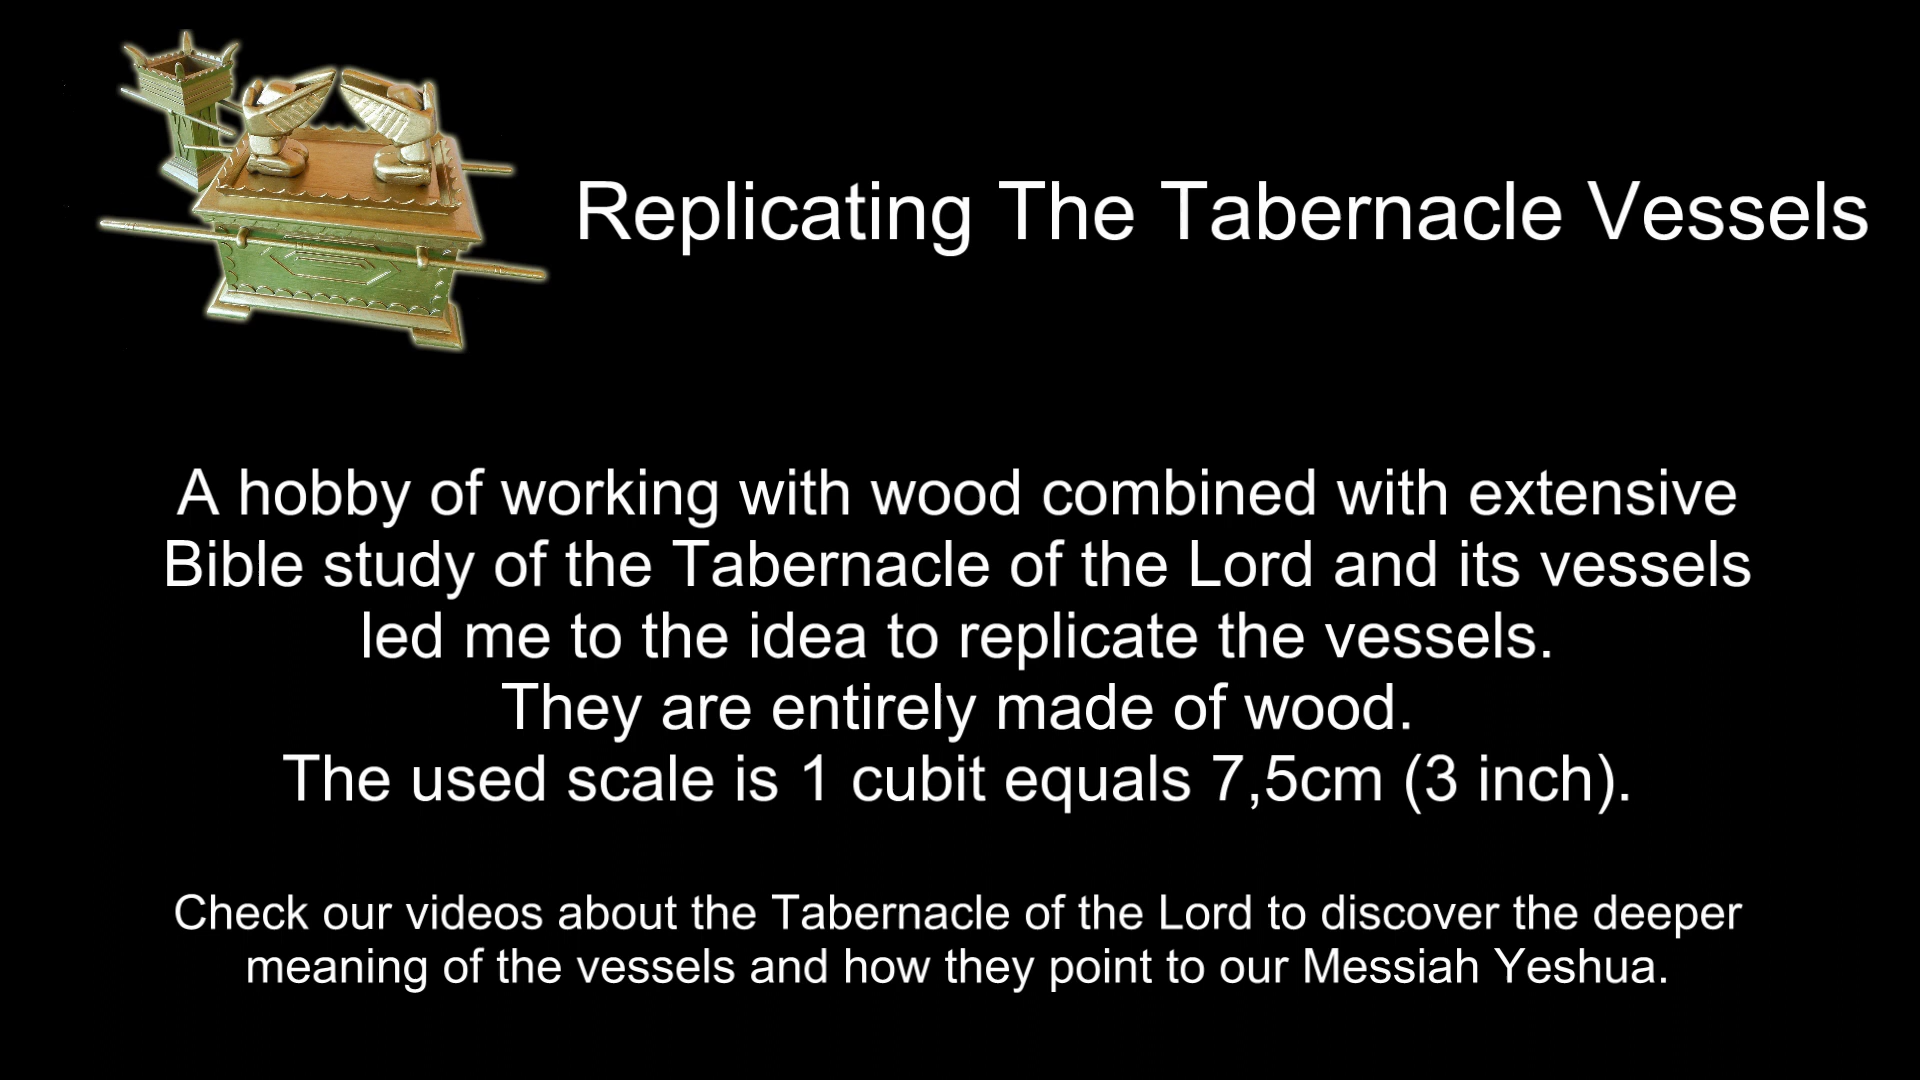 Replicating The Tabernacle Vessels
A hobby of working with wood combined with extensive
Bible study of the Tabernacle of the Lord and its vessels
led me to the idea to replicate the vessels.
They are entirely made of wood.
The used scale is 1 cubit equals 7,5cm (3 inch).
Check our videos about the Tabernacle of the Lord to discover the deeper
meaning of the vessels and how they point to our Messiah Yeshua.